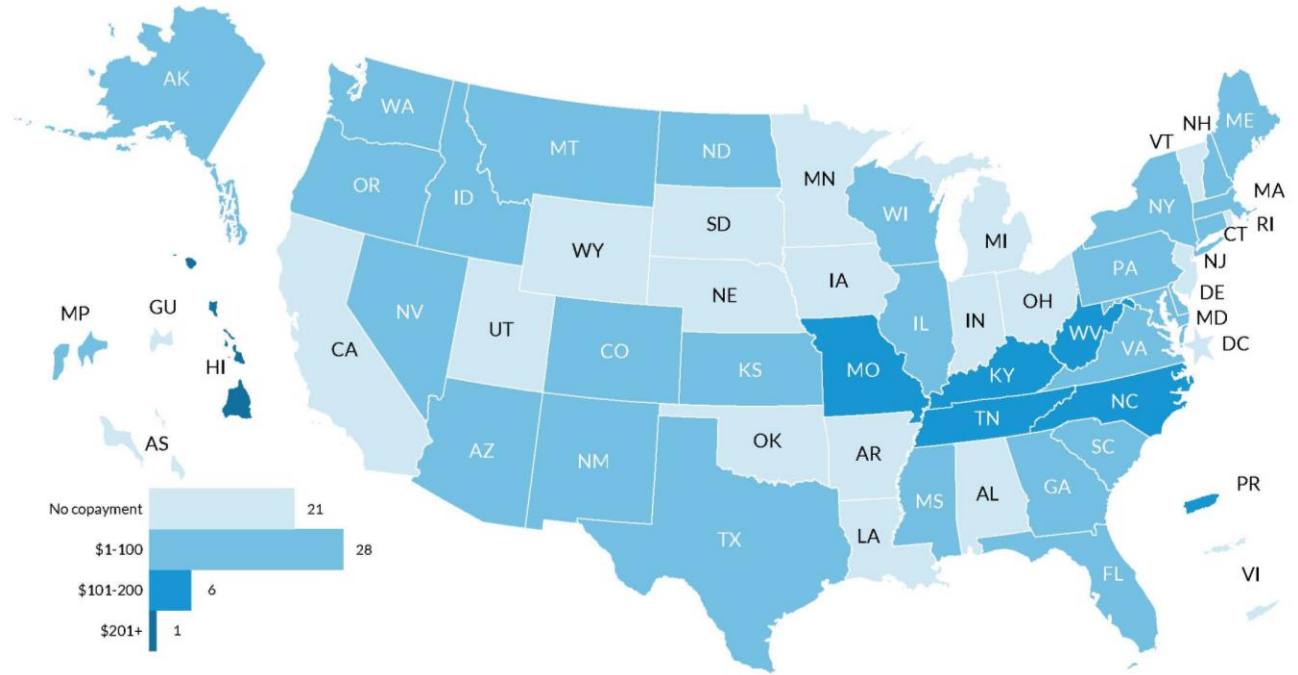 AK
WA
MT
ND
MN
VT
NH
ME
OR
ID
SD
WI
NY
MA
WY
MI
CT
RI
IA
PA
NJ
NE
OH
DE
MP
GU
NV
UT
IL
IN
MD
WV
VA
DC
CA
CO
HI
KS
MO
KY
NC
TN
AS
AZ
NM
OK
AR
SC
PR
MS
AL
GA
No copayment
21
LA
TX
$1-100
28
FL
VI
$101-200
6
$201+
1